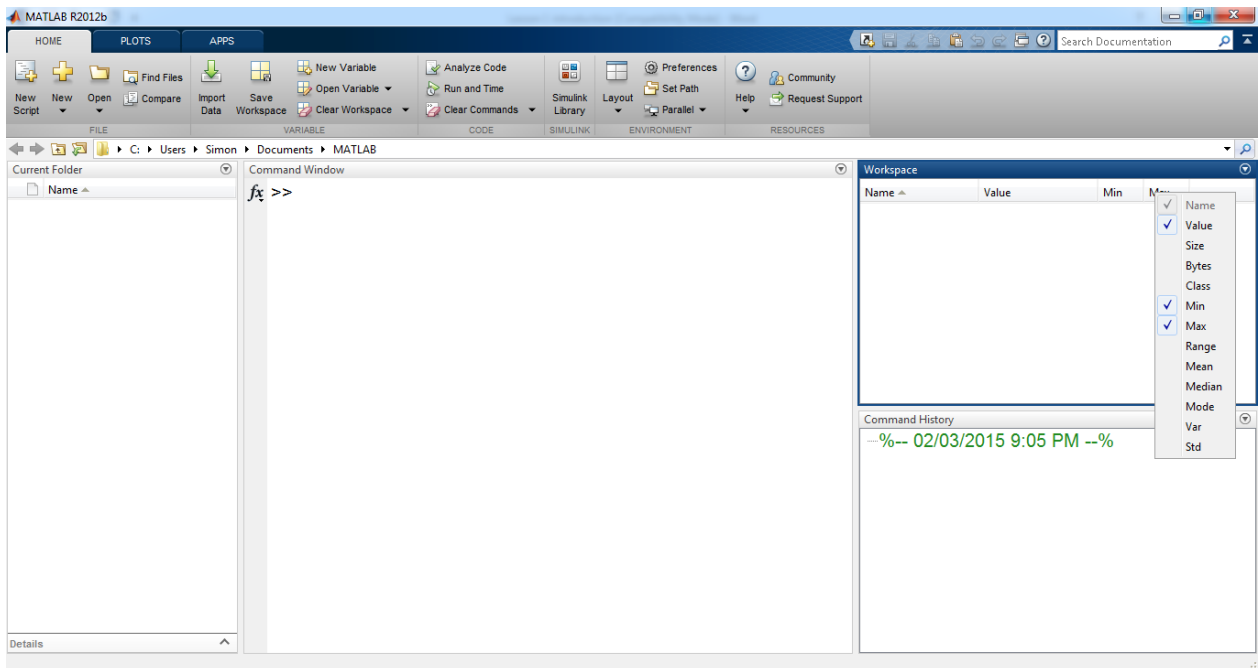 MATLAB R2012b
HOME PLOTS APPS
Search Documentation
New Script
New
Open
Find Files
Compare
FILE
Import Data
Save Workspace
New Variable
Open Variable
Clear Workspace
VARIABLE
Analyze Code
Run and Time
Clear Commands
CODE
Simulink Library
SIMULINK
Layout
Preferences
Set Path
Parallel
ENVIRONMENT
? Help
Community
Request Support
RESOURCES
C: Users Simon Documents MATLAB
Current Folder
Name
Details
Command Window
fx >>
Workspace
Name Value Min
Name
Value
Size
Bytes
Class
Min
Max
Range
Mean
Median
Mode
Var
Std
Command History
%-- 02/03/2015 9:05 PM --%